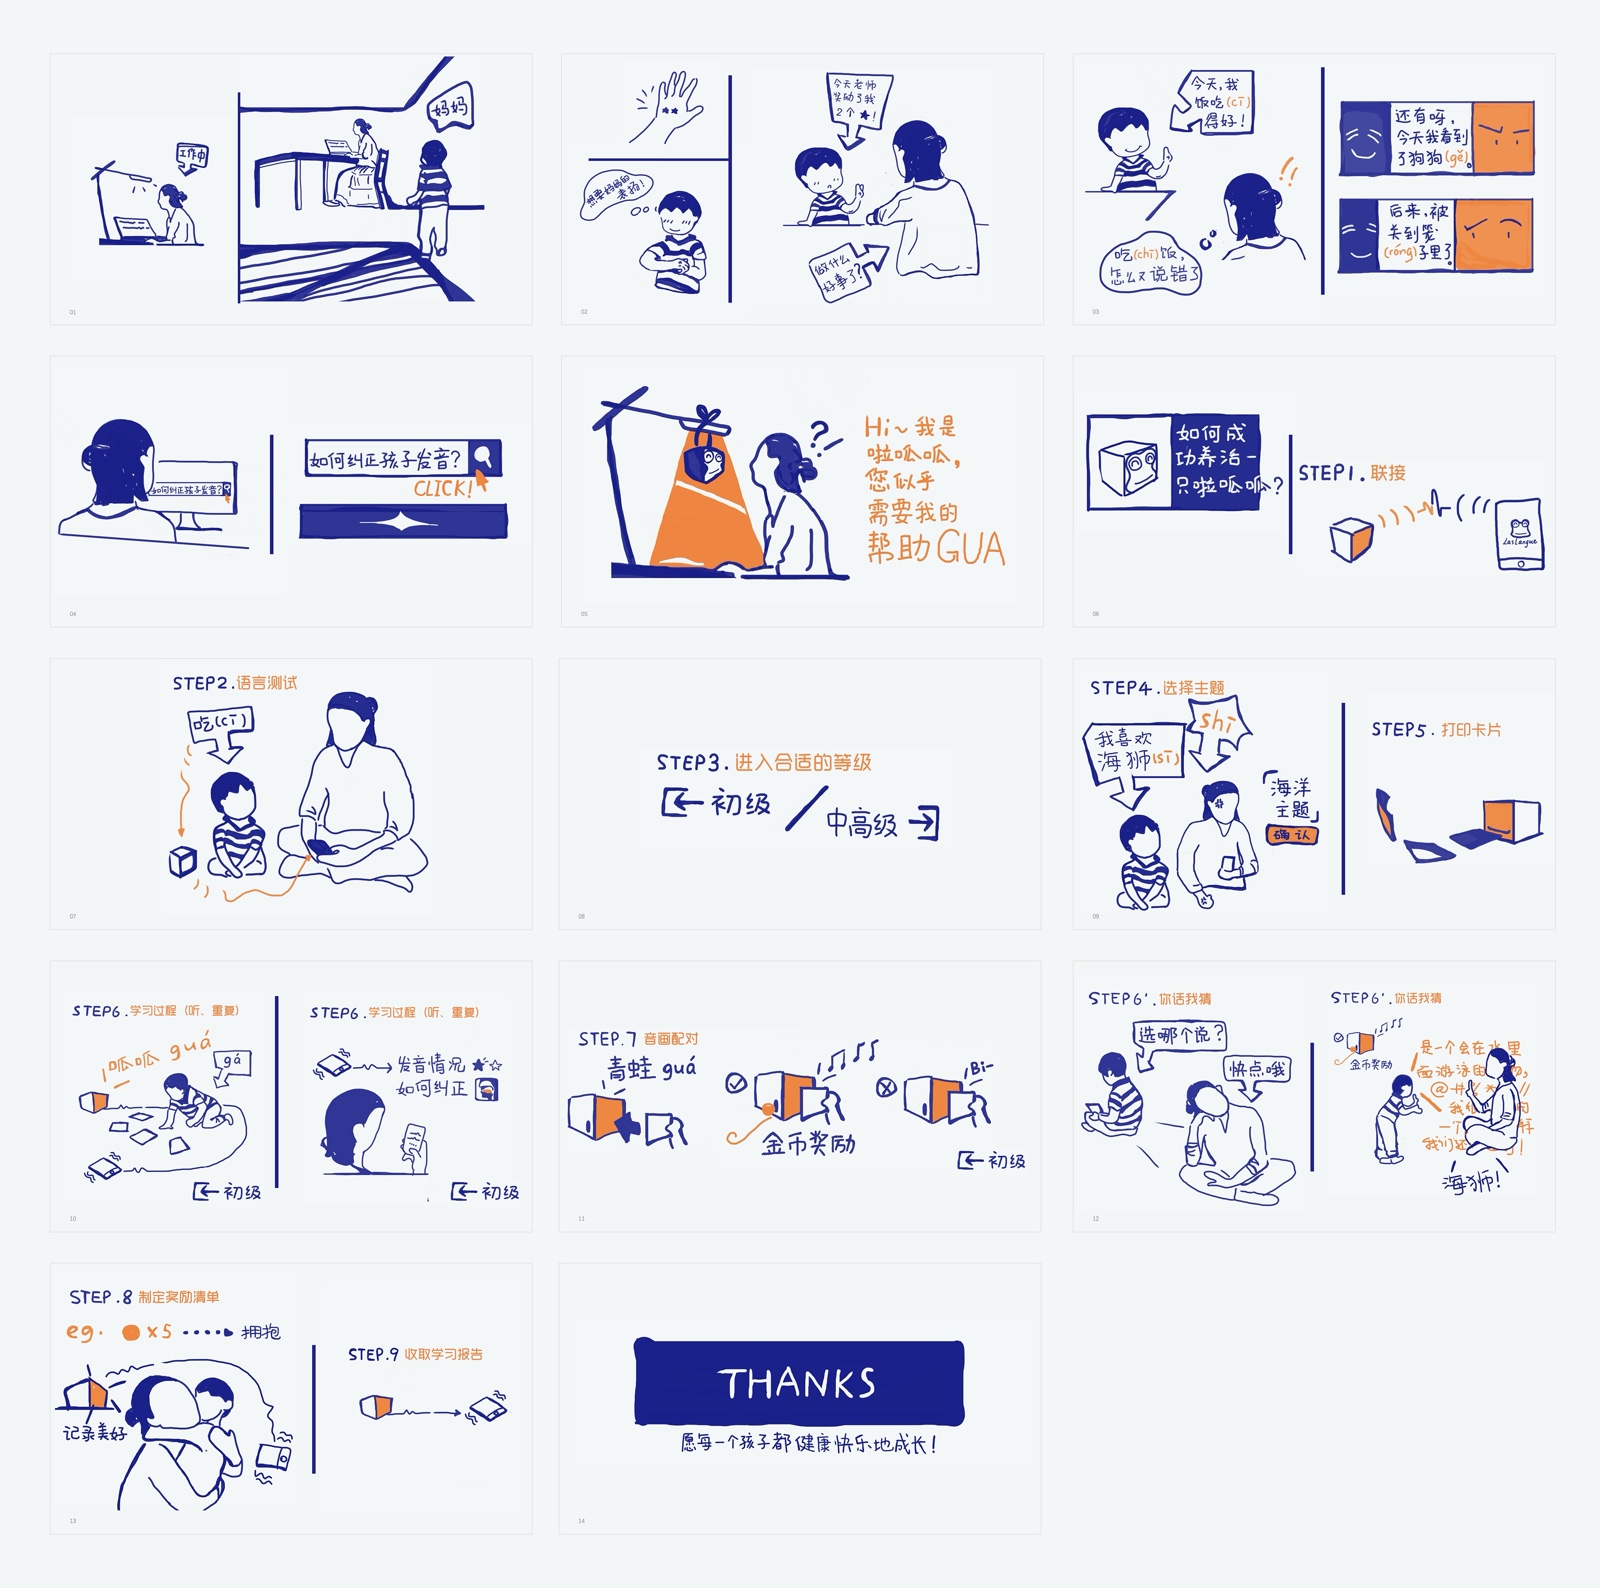 工作中
妈妈
01
想要妈妈的
表扬!
今天老师
奖励了我
2个★!
做什么
好事了?
02
今天,我
饭吃(cī)
得好!
吃(chī)饭,
怎么又说错了
还有呀,
今天我看到
了狗狗(gě)。
后来,被
关到笼
(róng)子里了。
03
如何纠正孩子发音?
如何纠正孩子发音?
CLICK!
04
Hi~我是
啦呱呱,
您似乎
需要我的
帮助GUA
05
如何成
功养活一
只啦呱呱?
STEP1.联接
LasLangue
06
STEP2.语言测试
吃(cī)
07
STEP3.进入合适的等级
初级
中高级
08
STEP4.选择主题
shī
我喜欢
海狮(sī)
「海洋
主题」
确认
STEP5.打印卡片
09
STEP6.学习过程(听、重复)
呱呱 guá
gá
初级
STEP6.学习过程(听、重复)
发音情况★☆
如何纠正
初级
10
STEP.7 音画配对
青蛙 guá
金币奖励
Bi-
初级
11
STEP6'.你话我猜
选哪个说?
快点哦
STEP6'.你话我猜
金币奖励
是一个会在水里
面游泳的物,
@#
我
一个
我们
海狮!
12
STEP.8 制定奖励清单
eg. ●x5 拥抱
记录美好
STEP.9 收取学习报告
13
THANKS
愿每一个孩子都健康快乐地成长!
14